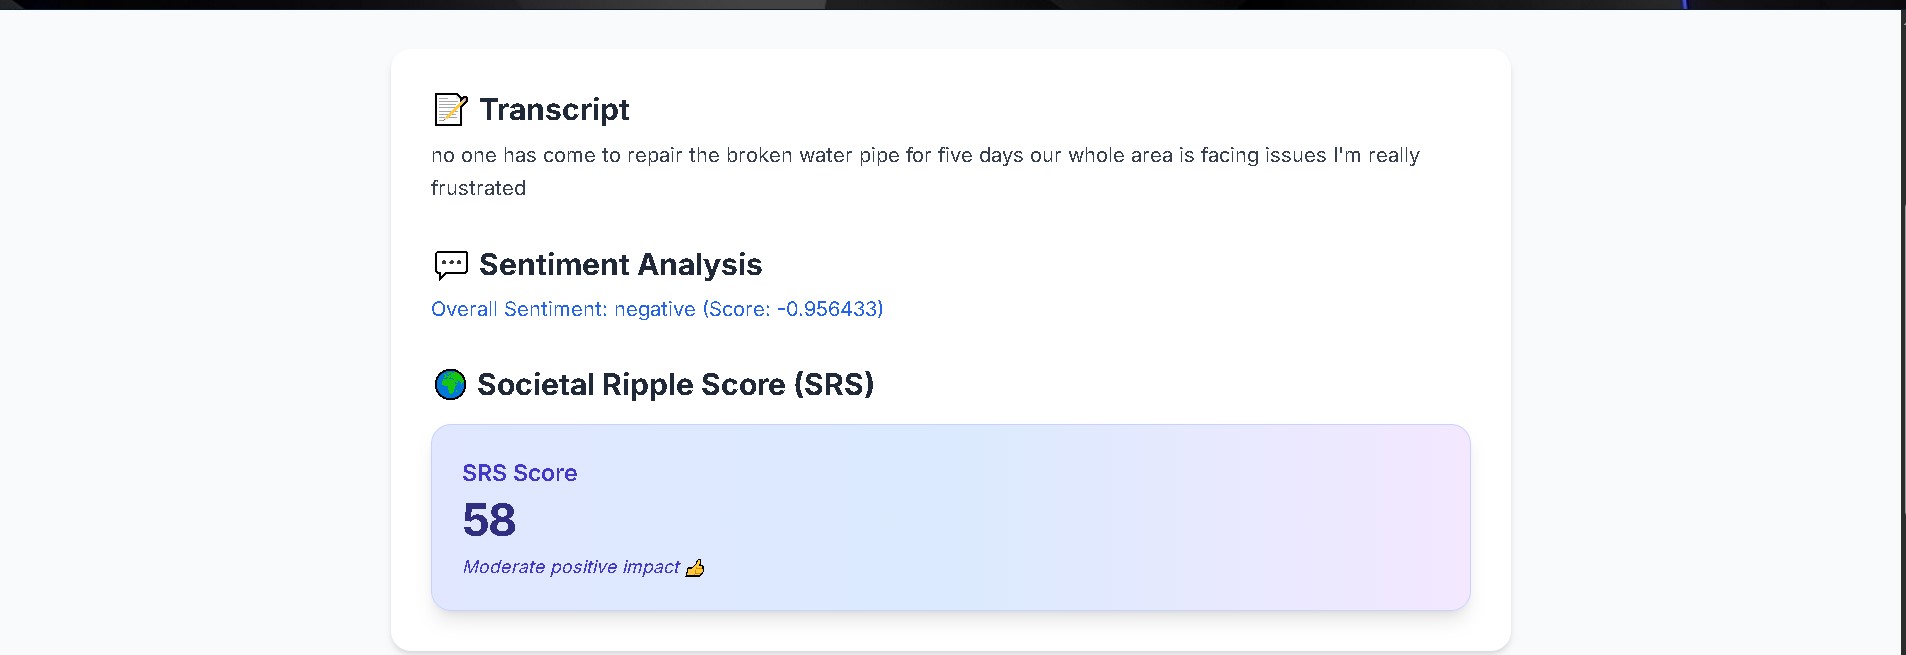 Transcript
no one has come to repair the broken water pipe for five days our whole area is facing issues I'm really
frustrated
Sentiment Analysis
Overall Sentiment: negative (Score: -0.956433)
Societal Ripple Score (SRS)
SRS Score
58
Moderate positive impact 👍